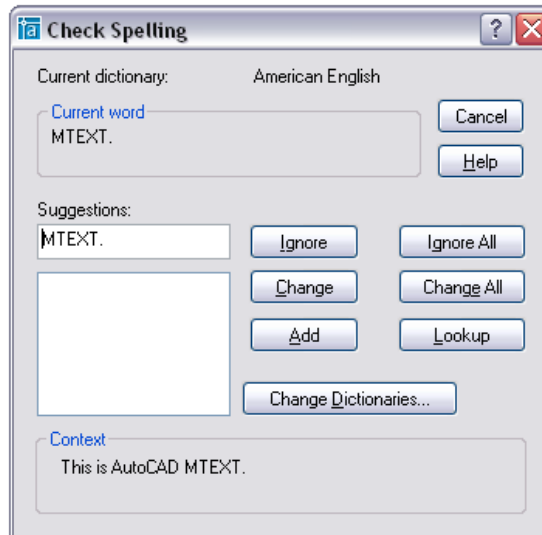 Check Spelling
Current dictionary: American English
Current word
MTEXT.
Cancel
Help
Suggestions:
MTEXT.
Ignore
Ignore All
Change
Change All
Add
Lookup
Change Dictionaries...
Context
This is AutoCAD MTEXT.